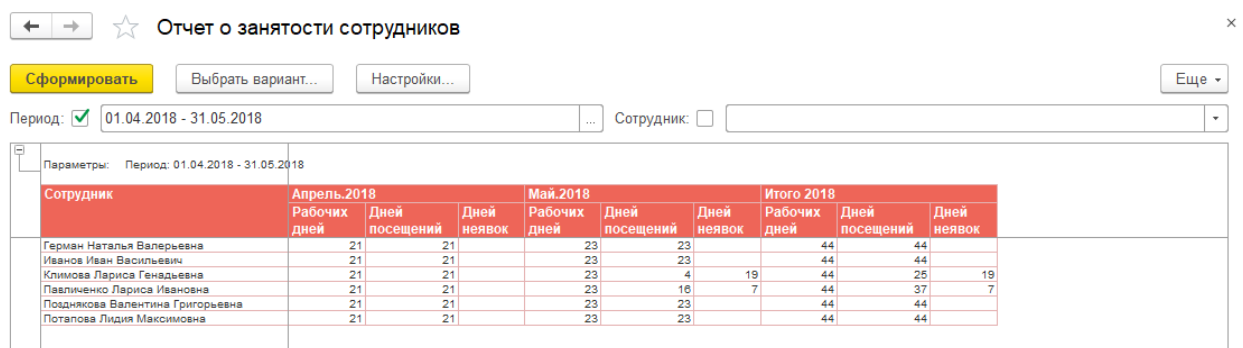 Отчет о занятости сотрудников
Сформировать Выбрать вариант... Настройки... Еще
Период: 01.04.2018 - 31.05.2018 ... Сотрудник:
Параметры: Период: 01.04.2018 - 31.05.2018
Сотрудник Апрель.2018 Май.2018 Итого 2018
Рабочих дней Дней посещений Дней неявок Рабочих дней Дней посещений Дней неявок Рабочих дней Дней посещений Дней неявок
Герман Наталья Валерьевна 21 21 23 23 44 44
Иванов Иван Васильевич 21 21 23 23 44 44
Климова Лариса Генадьевна 21 21 23 4 19 44 25 19
Павличенко Лариса Ивановна 21 21 23 16 7 44 37 7
Позднякова Валентина Григорьевна 21 21 23 23 44 44
Потапова Лидия Максимовна 21 21 23 23 44 44